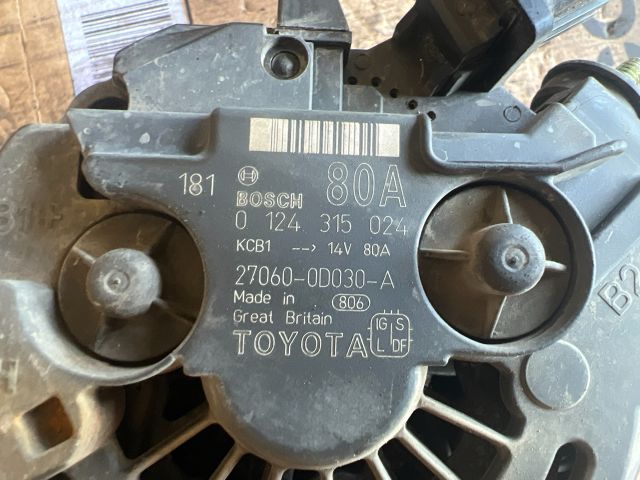 80A
181
BOSCH
0 124 315 024
KCB1 --> 14V 80A
27060-0D030-A
Made in 806
Great Britain
TOYOTA
IG S
L DF
B2